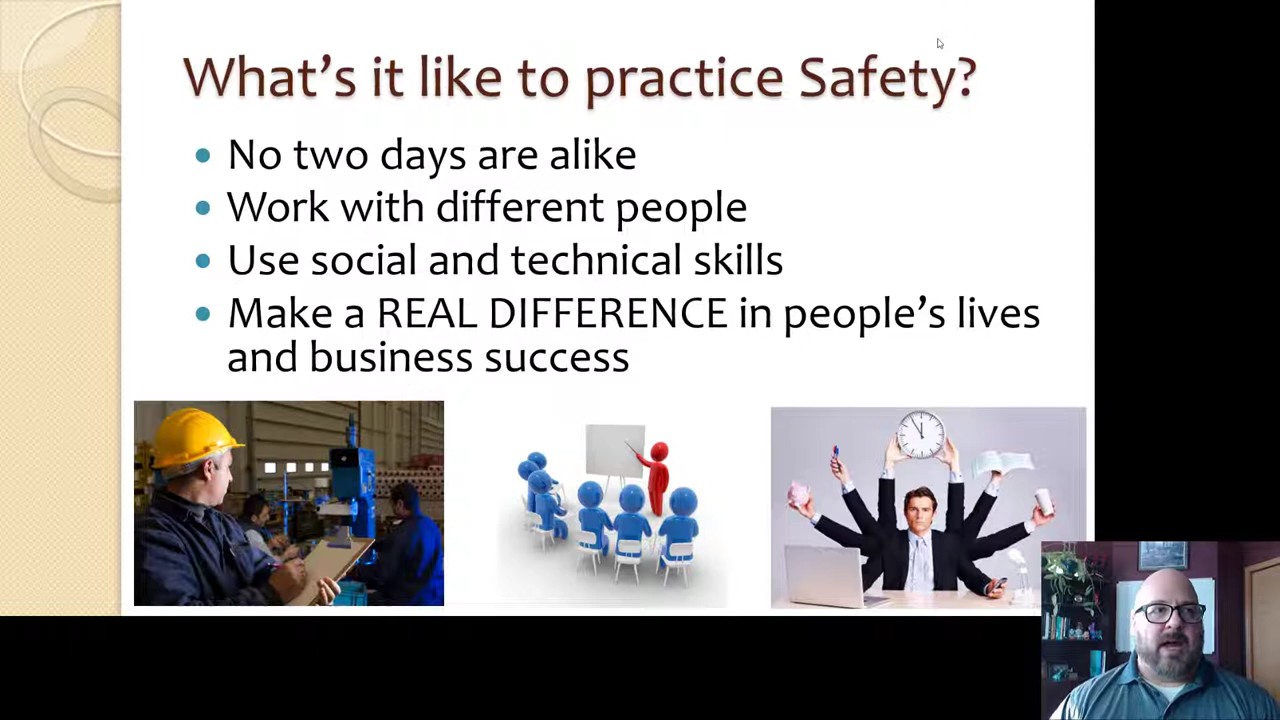 What's it like to practice Safety?
No two days are alike
Work with different people
Use social and technical skills
Make a REAL DIFFERENCE in people's lives
and business success